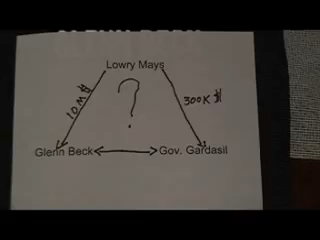 Lowry Mays
?
10M $
300K $
Glenn Beck
Gov. Gardasil